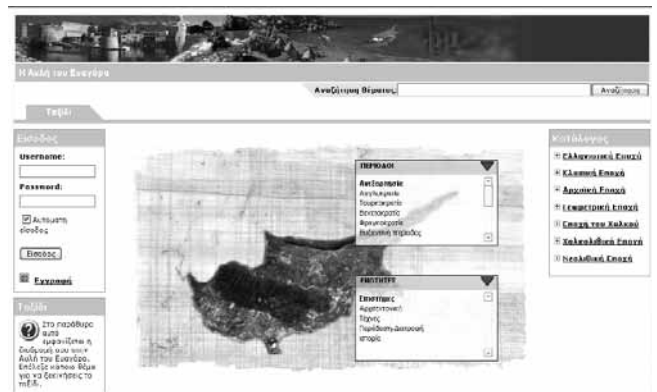 Η Αυλή του Ευαγόρα
Αναζήτηση Θέματος:
Αναζήτηση
Ταξίδι
Είσοδος
Username:
Password:
Αυτόματη
είσοδος
Είσοδος
Εγγραφή
Ταξίδι
Στο παράθυρο
αυτό
εμφανίζεται η
διαδρομή σου στην
Αυλή του Ευαγόρα.
Επέλεξε κάποιο θέμα
για να ξεκινήσεις το
ταξίδι.
ΠΕΡΙΟΔΟΙ
Ανεξαρτησία
Αγγλοκρατία
Τουρκοκρατία
Βενετοκρατία
Φραγκοκρατία
Βυζαντινή περίοδος
ΕΝΟΤΗΤΕΣ
Επιστήμες
Αρχιτεκτονική
Τέχνες
Παράδοση-Διατροφή
Ιστορία
Κατάλογος
Ελληνιστική Εποχή
Κλασική Εποχή
Αρχαϊκή Εποχή
Γεωμετρική Εποχή
Εποχή του Χαλκού
Χαλκολιθική Εποχή
Νεολιθική Εποχή